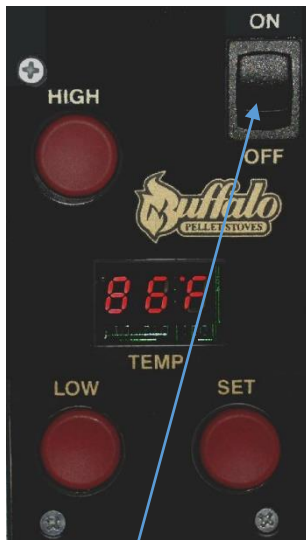 ON
HIGH
OFF
Buffalo
PELLET STOVES
86°F
TEMP
LOW
SET